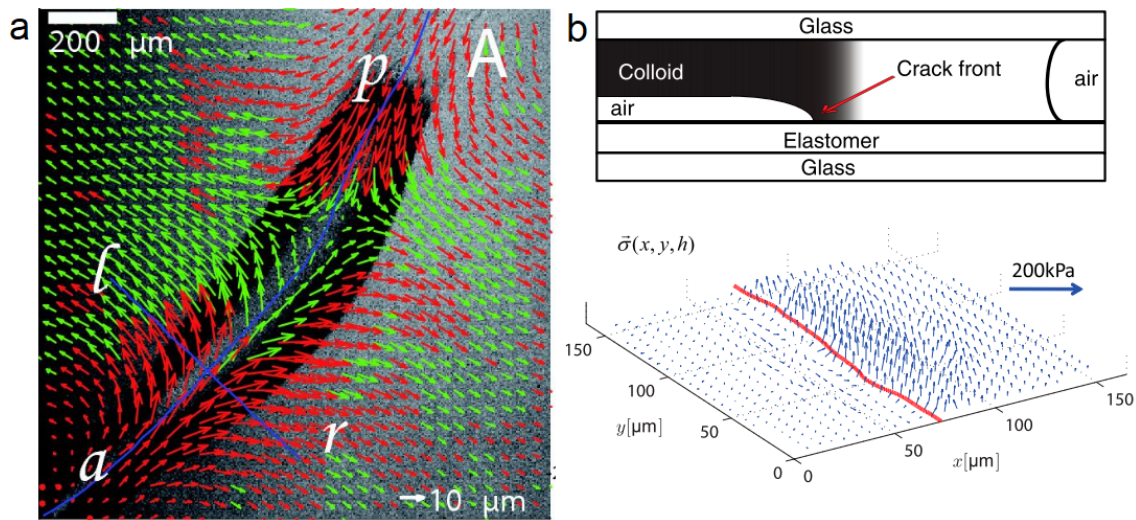 a
200 μm
A
p
l
r
a
10 μm
b
Glass
Colloid
Crack front
air
air
Elastomer
Glass
σ⃗(x, y, h)
200kPa
150
100
y[μm]
50
0
0
50
x[μm]
100
150